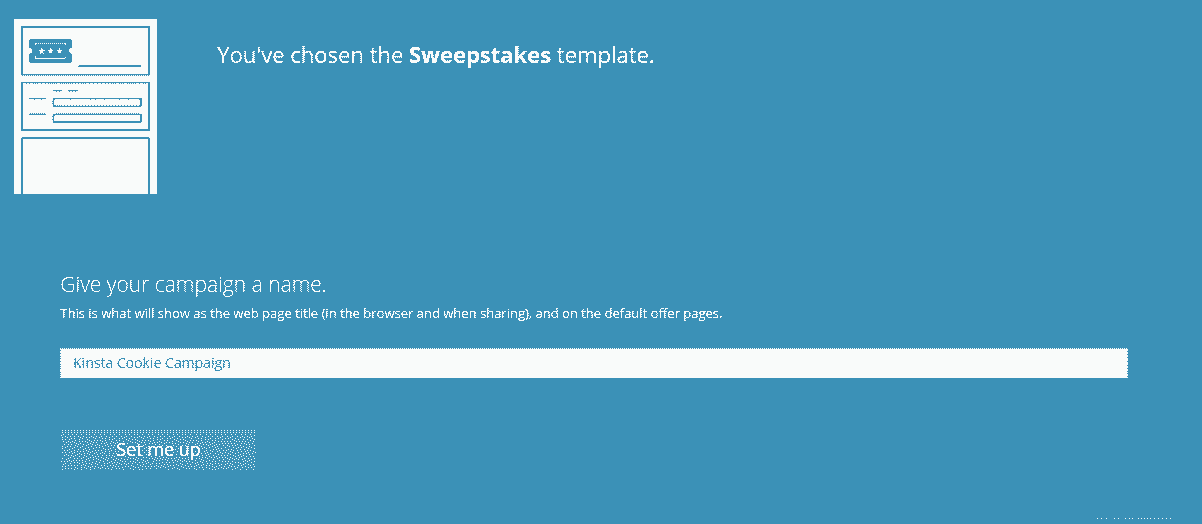 You've chosen the Sweepstakes template.
Give your campaign a name.
This is what will show as the web page title (in the browser and when sharing), and on the default offer pages.
Kinsta Cookie Campaign
Set me up